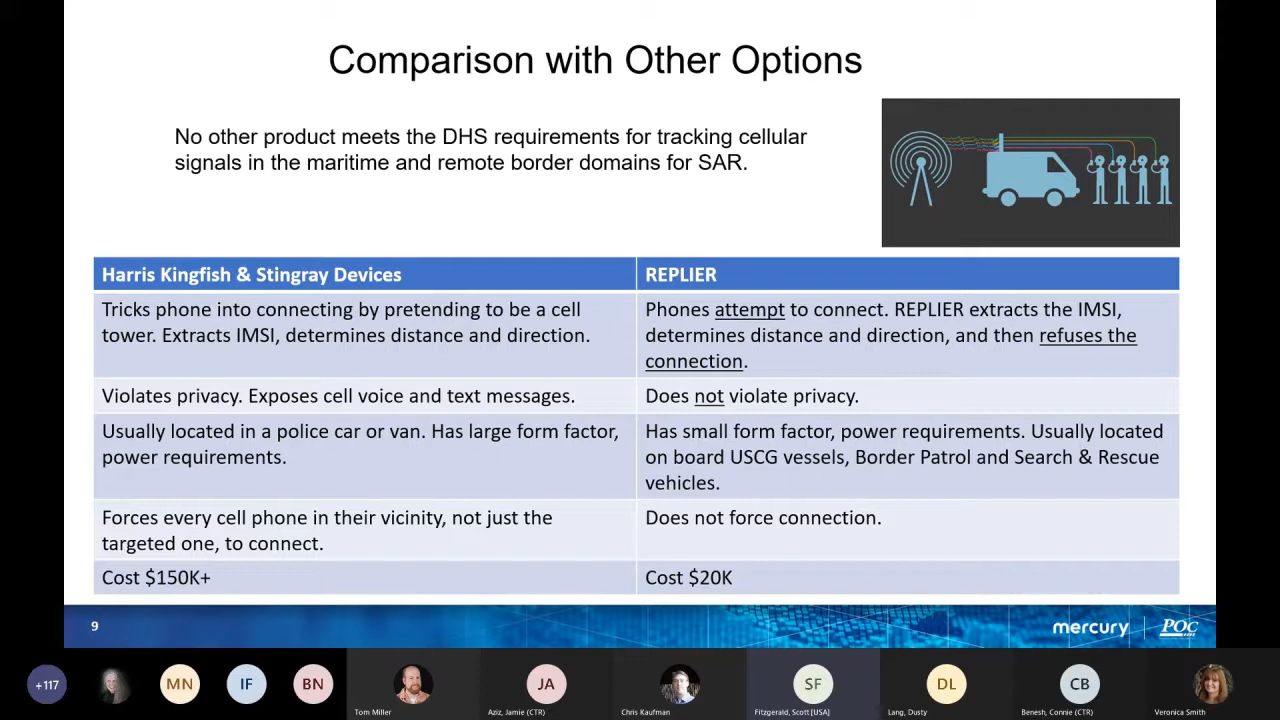 Comparison with Other Options
No other product meets the DHS requirements for tracking cellular
signals in the maritime and remote border domains for SAR.
Harris Kingfish & Stingray Devices
REPLIER
Tricks phone into connecting by pretending to be a cell
tower. Extracts IMSI, determines distance and direction.
Phones attempt to connect. REPLIER extracts the IMSI,
determines distance and direction, and then refuses the
connection.
Violates privacy. Exposes cell voice and text messages.
Does not violate privacy.
Usually located in a police car or van. Has large form factor,
power requirements.
Has small form factor, power requirements. Usually located
on board USCG vessels, Border Patrol and Search & Rescue
vehicles.
Forces every cell phone in their vicinity, not just the
targeted one, to connect.
Does not force connection.
Cost $150K+
Cost $20K
9
mercury
POC
+117
MN
IF
BN
JA
SF
DL
CB
Tom Miller
Aziz, Jamie (CTR)
Chris Kaufman
Fitzgerald, Scott [USA]
Lang, Dusty
Benesh, Connie (CTR)
Veronica Smith